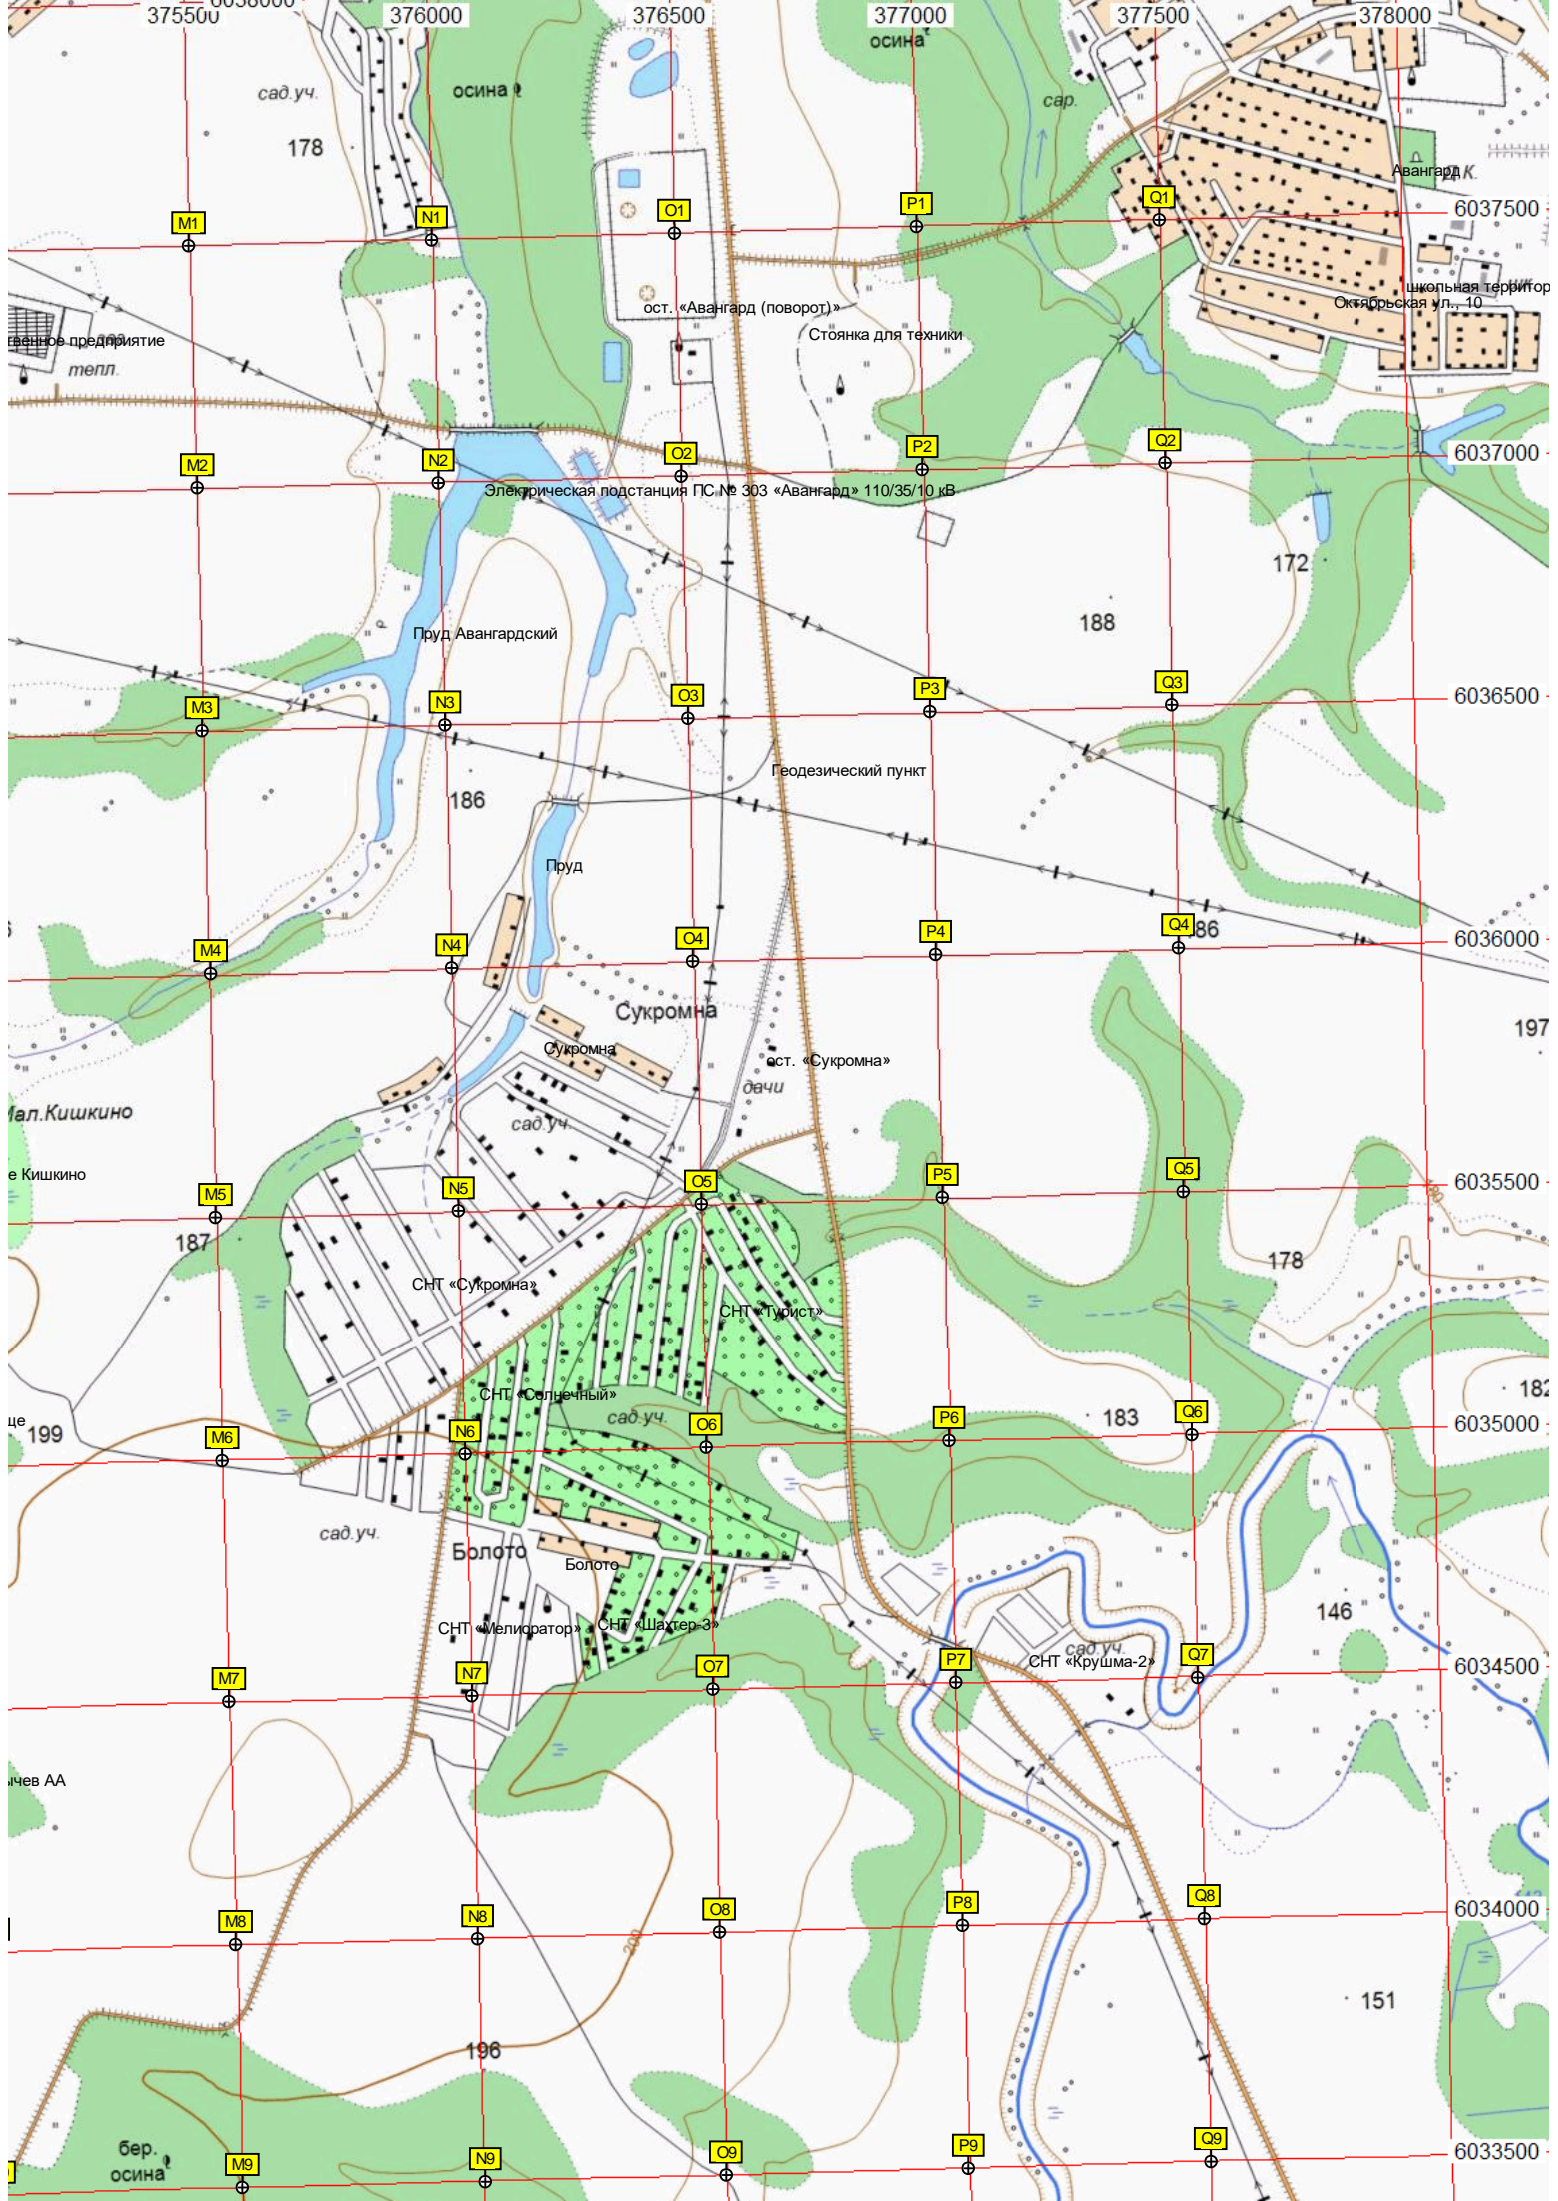 6038000
375500 376000 376500 377000 377500 378000
осина
сад.уч.
осина
сар.
178
Авангард
Д.К.
M1 N1 O1 P1 Q1
6037500
школьная территор
Октябрьская ул., 10
ост. «Авангард (поворот)»
Стоянка для техники
твенное предприятие
тепл.
M2 N2 O2 P2 Q2
6037000
Электрическая подстанция ПС № 303 «Авангард» 110/35/10 кВ
172
188
Пруд Авангардский
M3 N3 O3 P3 Q3
6036500
Геодезический пункт
186
Пруд
M4 N4 O4 P4 Q4
86
6036000
Сукромна
197
Сукромна
ост. «Сукромна»
дачи
Мал.Кишкино
сад.уч.
е Кишкино
M5 N5 O5 P5 Q5
6035500
180
187
178
СНТ «Сукромна»
СНТ «Турист»
182
СНТ «Солнечный»
ще
199
сад.уч.
183
M6 N6 O6 P6 Q6
6035000
сад.уч.
Болото
Болото
146
СНТ «Мелиоратор»
СНТ «Шахтер-3»
сад.уч.
СНТ «Крушма-2»
M7 N7 O7 P7 Q7
6034500
ычев АА
M8 N8 O8 P8 Q8
6034000
200
151
196
бер.
осина
M9 N9 O9 P9 Q9
6033500